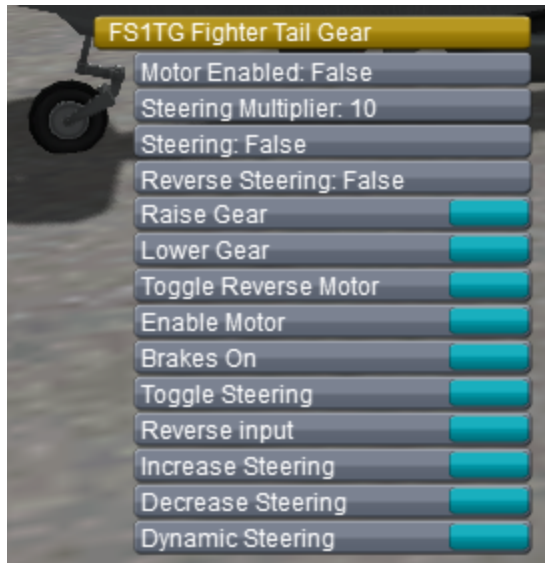 FS1TG Fighter Tail Gear
Motor Enabled: False
Steering Multiplier: 10
Steering: False
Reverse Steering: False
Raise Gear
Lower Gear
Toggle Reverse Motor
Enable Motor
Brakes On
Toggle Steering
Reverse input
Increase Steering
Decrease Steering
Dynamic Steering